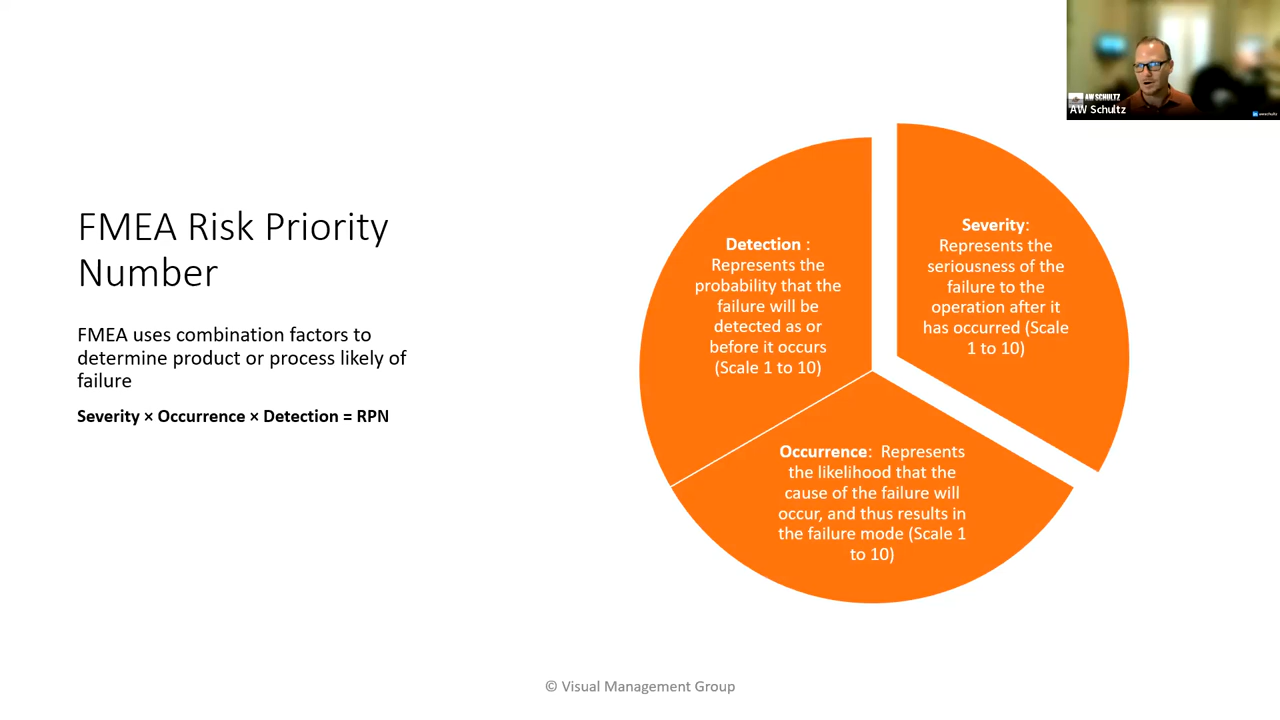 FMEA Risk Priority
Number
FMEA uses combination factors to
determine product or process likely of
failure
Severity × Occurrence × Detection = RPN
Detection :
Represents the
probability that the
failure will be
detected as or
before it occurs
(Scale 1 to 10)
Severity:
Represents the
seriousness of the
failure to the
operation after it
has occurred (Scale
1 to 10)
Occurrence:  Represents
the likelihood that the
cause of the failure will
occur, and thus results in
the failure mode (Scale 1
to 10)
AW SCHULTZ
AW Schultz
© Visual Management Group